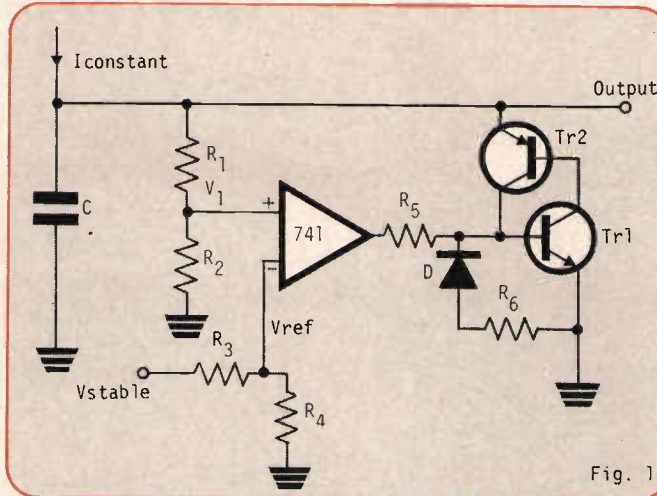 Iconstant
Output
Tr2
R1
V1
C
+
R5
741
Tr1
R2
−
D
R6
Vref
R3
Vstable
R4
Fig. 1